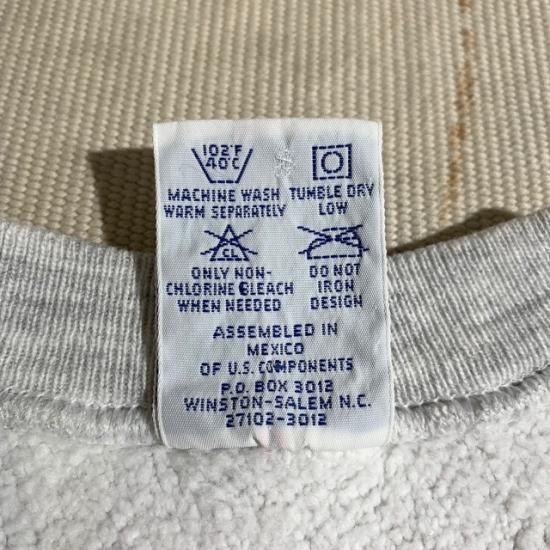 102°F
40°C
MACHINE WASH
WARM SEPARATELY
TUMBLE DRY
LOW
CL
ONLY NON-
CHLORINE BLEACH
WHEN NEEDED
DO NOT
IRON
DESIGN
ASSEMBLED IN
MEXICO
OF U.S. COMPONENTS
P.O. BOX 3012
WINSTON-SALEM N.C.
27102-3012